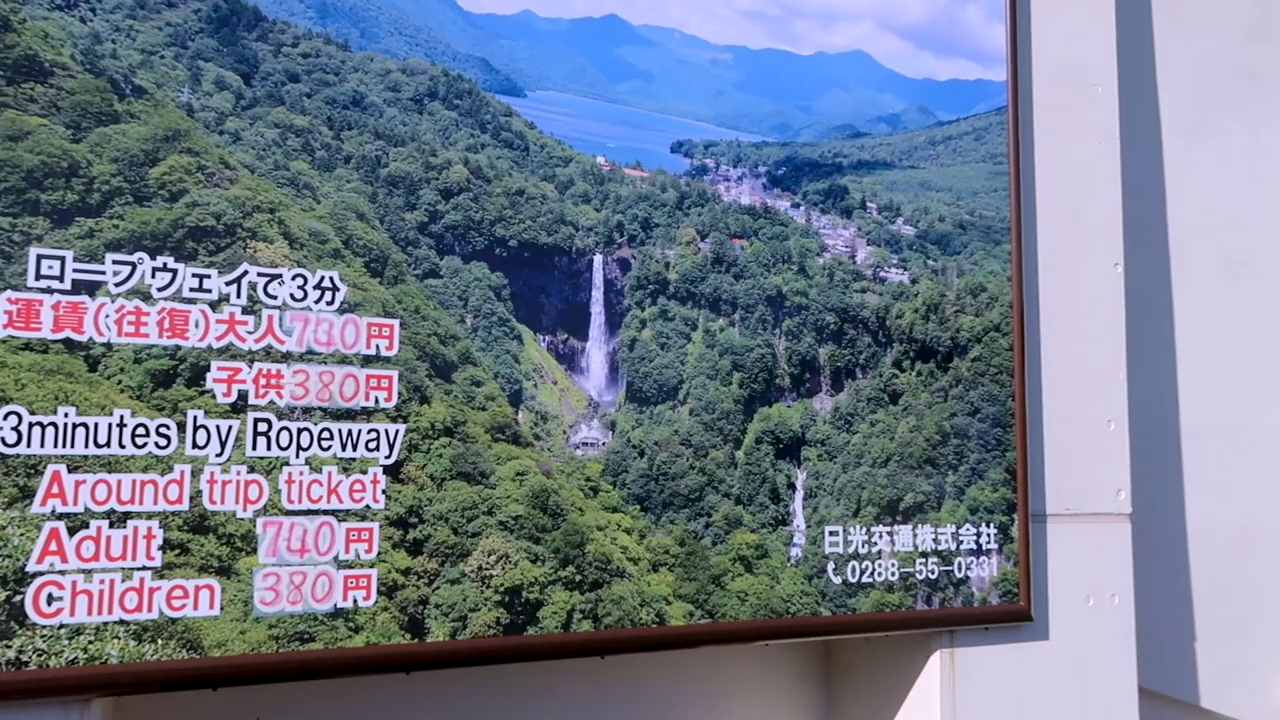 ロープウェイで3分
運賃(往復)大人740円
子供380円
3minutes by Ropeway
Around trip ticket
Adult 740円
Children 380円
日光交通株式会社
0288-55-0331